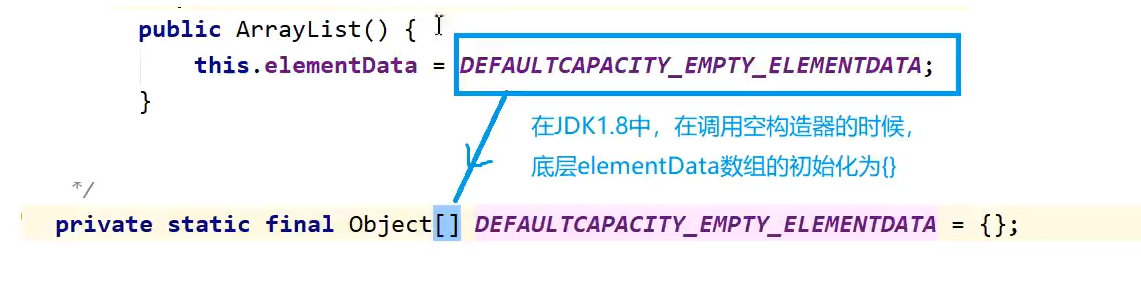 public ArrayList() {
this.elementData = DEFAULTCAPACITY_EMPTY_ELEMENTDATA;
}
在JDK1.8中，在调用空构造器的时候，
底层elementData数组的初始化为{}
*/
private static final Object[] DEFAULTCAPACITY_EMPTY_ELEMENTDATA = {};